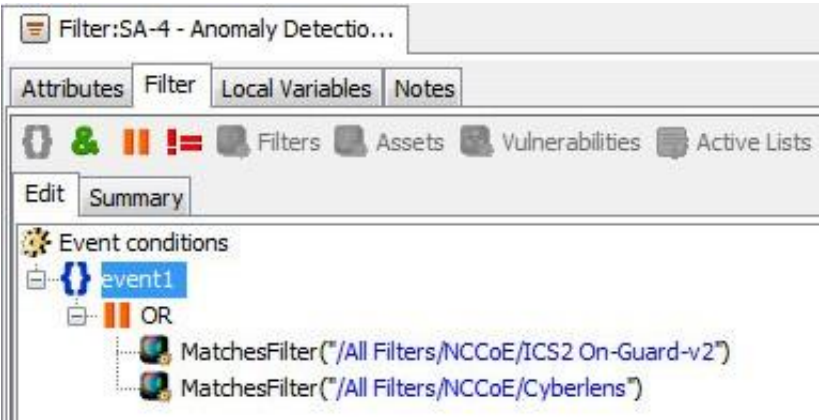 Filter:SA-4 - Anomaly Detectio...
Attributes Filter Local Variables Notes
{} & != Filters Assets Vulnerabilities Active Lists
Edit Summary
Event conditions
{} event1
OR
MatchesFilter("/All Filters/NCCoE/ICS2 On-Guard-v2")
MatchesFilter("/All Filters/NCCoE/Cyberlens")